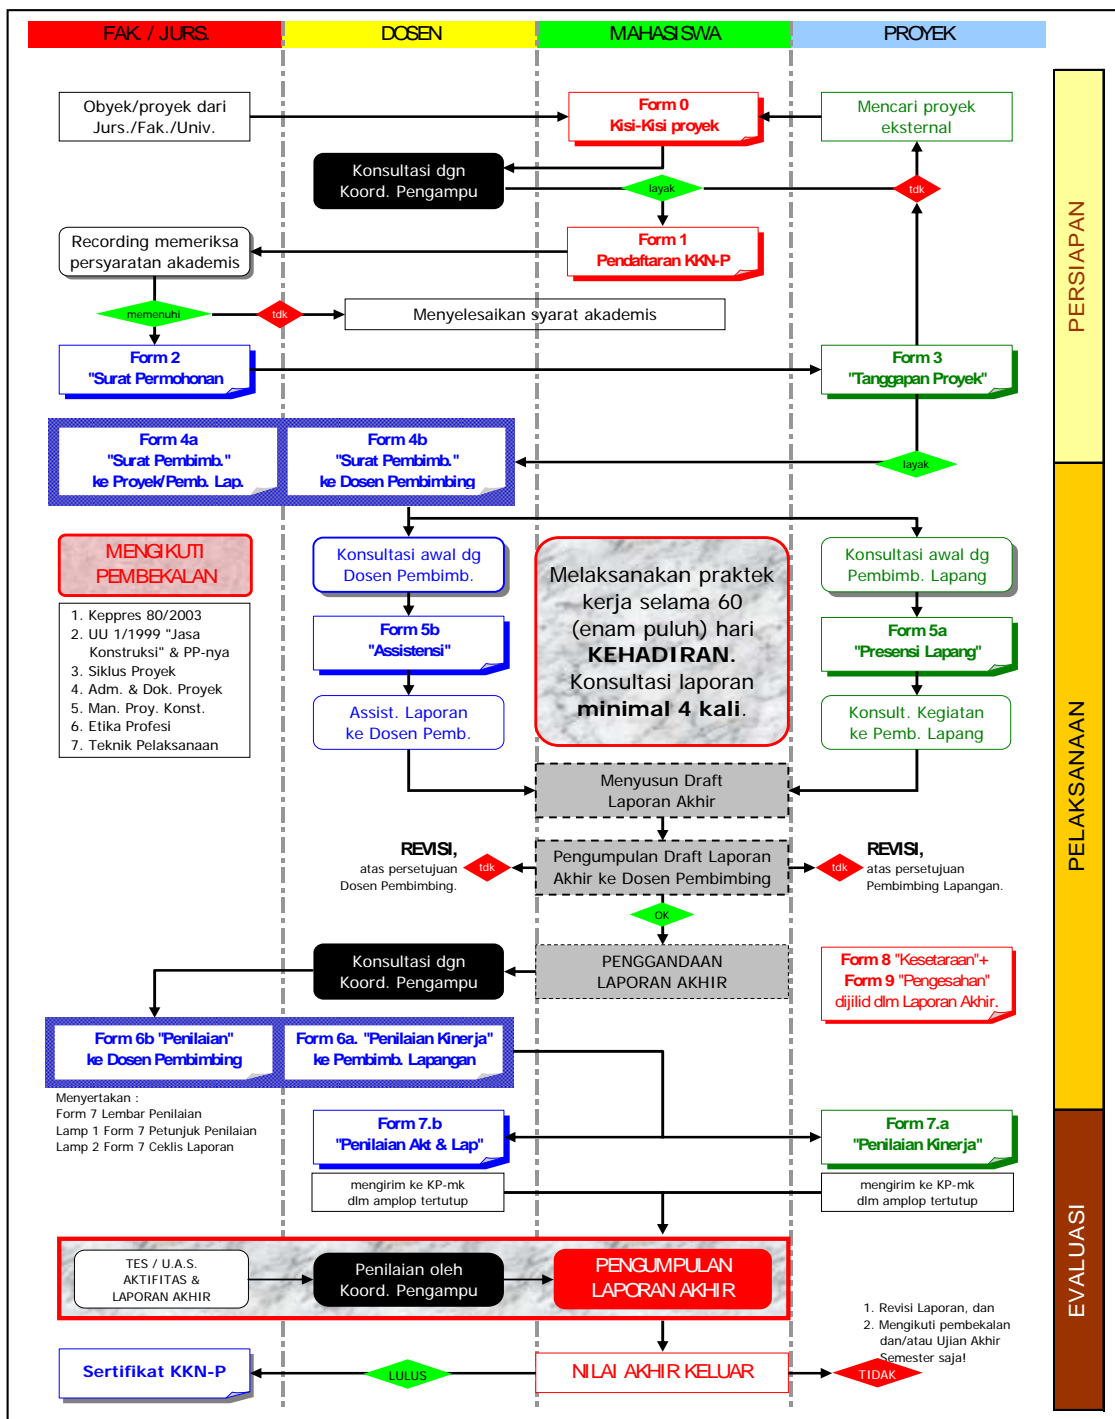 FAK. / JURS.
DOSEN
MAHASISWA
PROYEK
Obyek/proyek dari
Jurs./Fak./Univ.
Form 0
Kisi-Kisi proyek
Mencari proyek
eksternal
Konsultasi dgn
Koord. Pengampu
layak
tdk
Recording memeriksa
persyaratan akademis
Form 1
Pendaftaran KKN-P
memenuhi
tdk
Menyelesaikan syarat akademis
Form 2
"Surat Permohonan
Form 3
"Tanggapan Proyek"
PERSIAPAN
Form 4a
"Surat Pembimb."
ke Proyek/Pemb. Lap.
Form 4b
"Surat Pembimb."
ke Dosen Pembimbing
layak
MENGIKUTI
PEMBEKALAN
1. Keppres 80/2003
2. UU 1/1999 "Jasa
Konstruksi" & PP-nya
3. Siklus Proyek
4. Adm. & Dok. Proyek
5. Man. Proy. Konst.
6. Etika Profesi
7. Teknik Pelaksanaan
Konsultasi awal dg
Dosen Pembimb.
Form 5b
"Assistensi"
Assist. Laporan
ke Dosen Pemb.
Melaksanakan praktek
kerja selama 60
(enam puluh) hari
KEHADIRAN.
Konsultasi laporan
minimal 4 kali.
Konsultasi awal dg
Pembimb. Lapang
Form 5a
"Presensi Lapang"
Konsult. Kegiatan
ke Pemb. Lapang
Menyusun Draft
Laporan Akhir
REVISI,
atas persetujuan
Dosen Pembimbing.
tdk
Pengumpulan Draft Laporan
Akhir ke Dosen Pembimbing
tdk
REVISI,
atas persetujuan
Pembimbing Lapangan.
OK
PELAKSANAAN
Konsultasi dgn
Koord. Pengampu
PENGGANDAAN
LAPORAN AKHIR
Form 8 "Kesetaraan"+
Form 9 "Pengesahan"
dijilid dlm Laporan Akhir.
Form 6b "Penilaian"
ke Dosen Pembimbing
Form 6a. "Penilaian Kinerja"
ke Pembimb. Lapangan
Menyertakan :
Form 7 Lembar Penilaian
Lamp 1 Form 7 Petunjuk Penilaian
Lamp 2 Form 7 Ceklis Laporan
Form 7.b
"Penilaian Akt & Lap"
Form 7.a
"Penilaian Kinerja"
mengirim ke KP-mk
dlm amplop tertutup
mengirim ke KP-mk
dlm amplop tertutup
TES / U.A.S.
AKTIFITAS &
LAPORAN AKHIR
Penilaian oleh
Koord. Pengampu
PENGUMPULAN
LAPORAN AKHIR
EVALUASI
1. Revisi Laporan, dan
2. Mengikuti pembekalan
dan/atau Ujian Akhir
Semester saja!
Sertifikat KKN-P
LULUS
NILAI AKHIR KELUAR
TIDAK